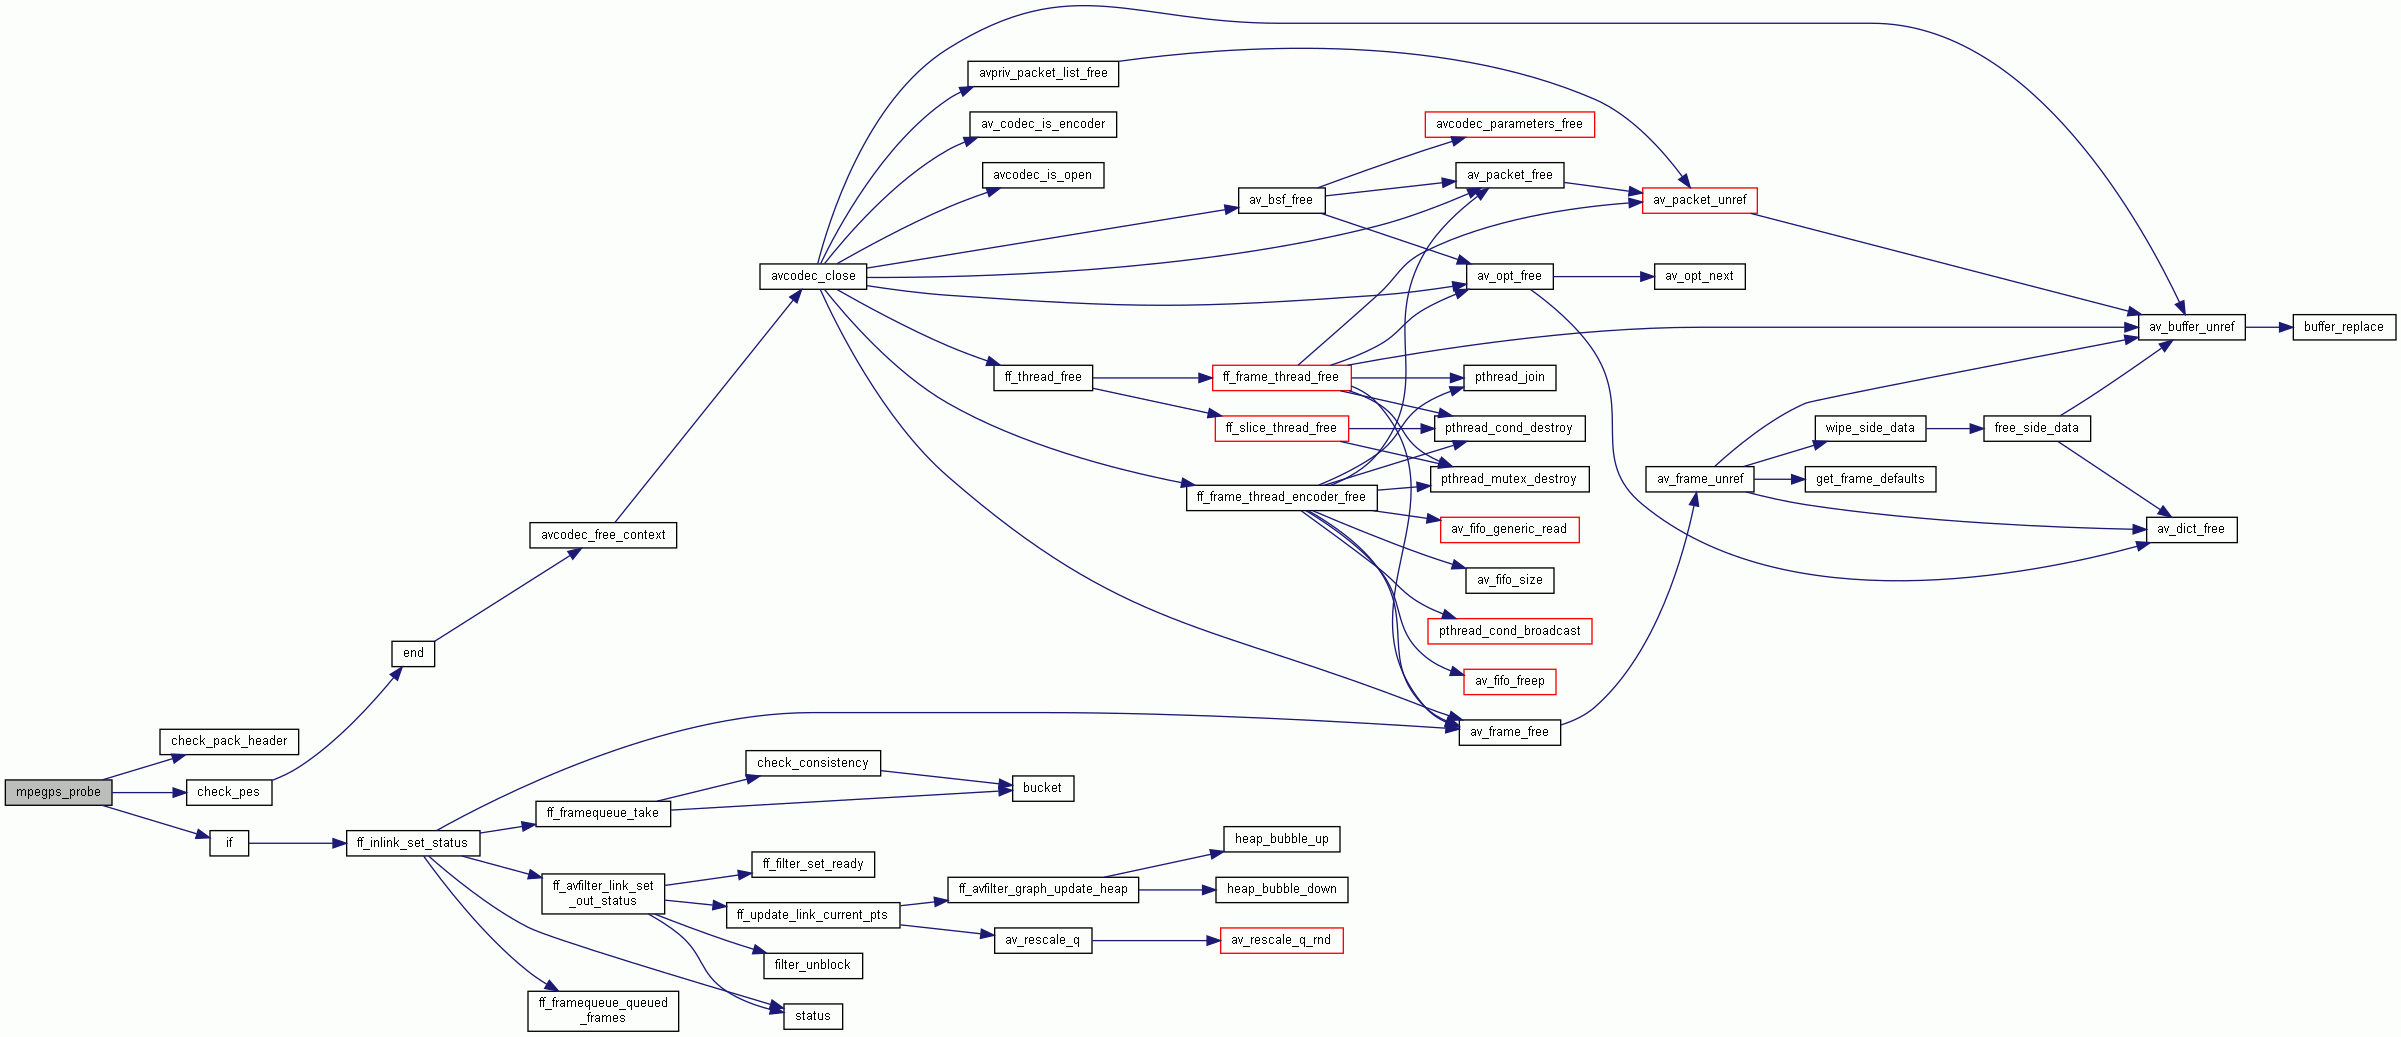 avpriv_packet_list_free
av_codec_is_encoder
avcodec_parameters_free
avcodec_is_open
av_packet_free
av_bsf_free
av_packet_unref
avcodec_close
av_opt_free
av_opt_next
av_buffer_unref
buffer_replace
ff_thread_free
ff_frame_thread_free
pthread_join
ff_slice_thread_free
pthread_cond_destroy
wipe_side_data
free_side_data
pthread_mutex_destroy
av_frame_unref
get_frame_defaults
ff_frame_thread_encoder_free
av_fifo_generic_read
av_dict_free
avcodec_free_context
av_fifo_size
pthread_cond_broadcast
end
av_fifo_freep
av_frame_free
check_pack_header
check_consistency
mpegps_probe
check_pes
bucket
ff_framequeue_take
if
ff_inlink_set_status
heap_bubble_up
ff_filter_set_ready
ff_avfilter_link_set
_out_status
ff_avfilter_graph_update_heap
heap_bubble_down
ff_update_link_current_pts
av_rescale_q
av_rescale_q_rnd
filter_unblock
ff_framequeue_queued
_frames
status